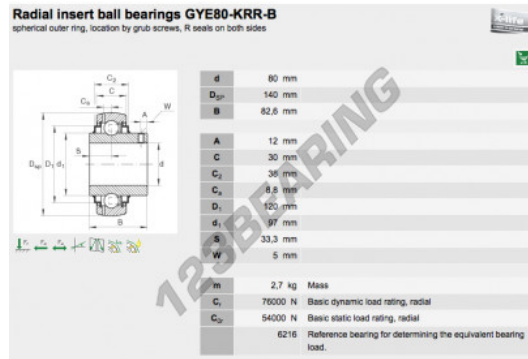 Radial insert ball bearings GYE80-KRR-B
spherical outer ring, location by grub screws, R seals on both sides
X-life
C2
C
Ca
A
W
S
Dsp D1 d1
d
B
d 80 mm
DSP 140 mm
B 82,6 mm
A 12 mm
C 30 mm
C2 38 mm
Ca 8,8 mm
D1 120 mm
d1 97 mm
S 33,3 mm
W 5 mm
m 2,7 kg Mass
Cr 76000 N Basic dynamic load rating, radial
C0r 54000 N Basic static load rating, radial
6216 Reference bearing for determining the equivalent bearing
load.
123BEARING